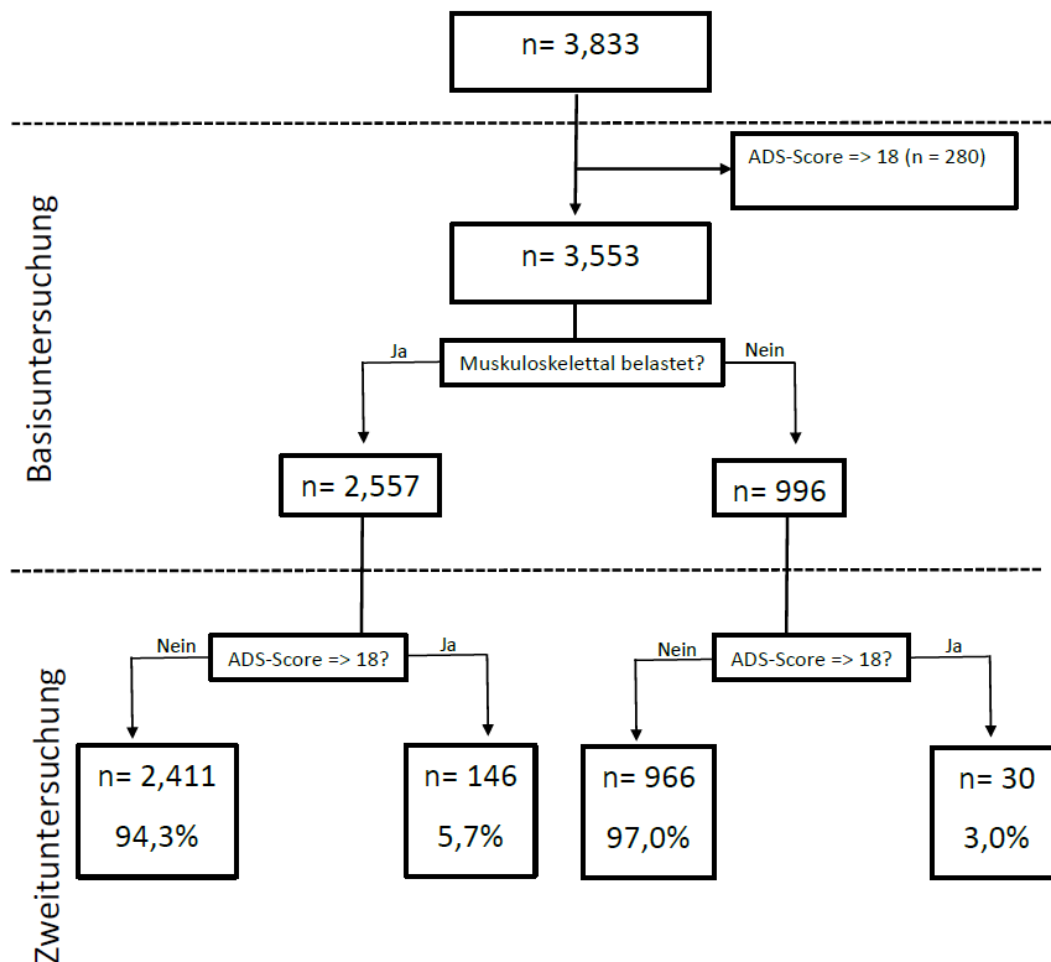 n= 3,833
Basisuntersuchung
ADS-Score => 18 (n = 280)
n= 3,553
Ja
Muskuloskelettal belastet?
Nein
n= 2,557
n= 996
Zweituntersuchung
Nein
ADS-Score => 18?
Ja
Nein
ADS-Score => 18?
Ja
n= 2,411
94,3%
n= 146
5,7%
n= 966
97,0%
n= 30
3,0%